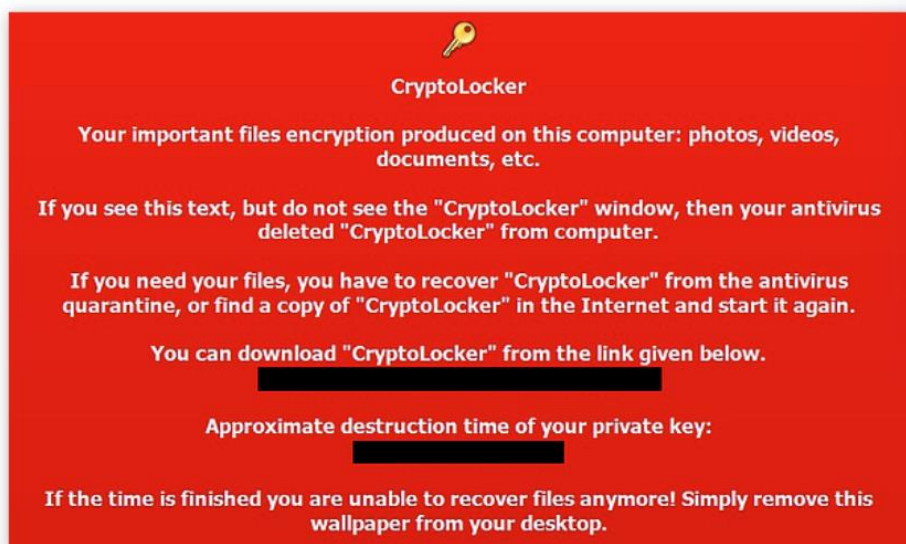 CryptoLocker
Your important files encryption produced on this computer: photos, videos,
documents, etc.
If you see this text, but do not see the "CryptoLocker" window, then your antivirus
deleted "CryptoLocker" from computer.
If you need your files, you have to recover "CryptoLocker" from the antivirus
quarantine, or find a copy of "CryptoLocker" in the Internet and start it again.
You can download "CryptoLocker" from the link given below.
Approximate destruction time of your private key:
If the time is finished you are unable to recover files anymore! Simply remove this
wallpaper from your desktop.